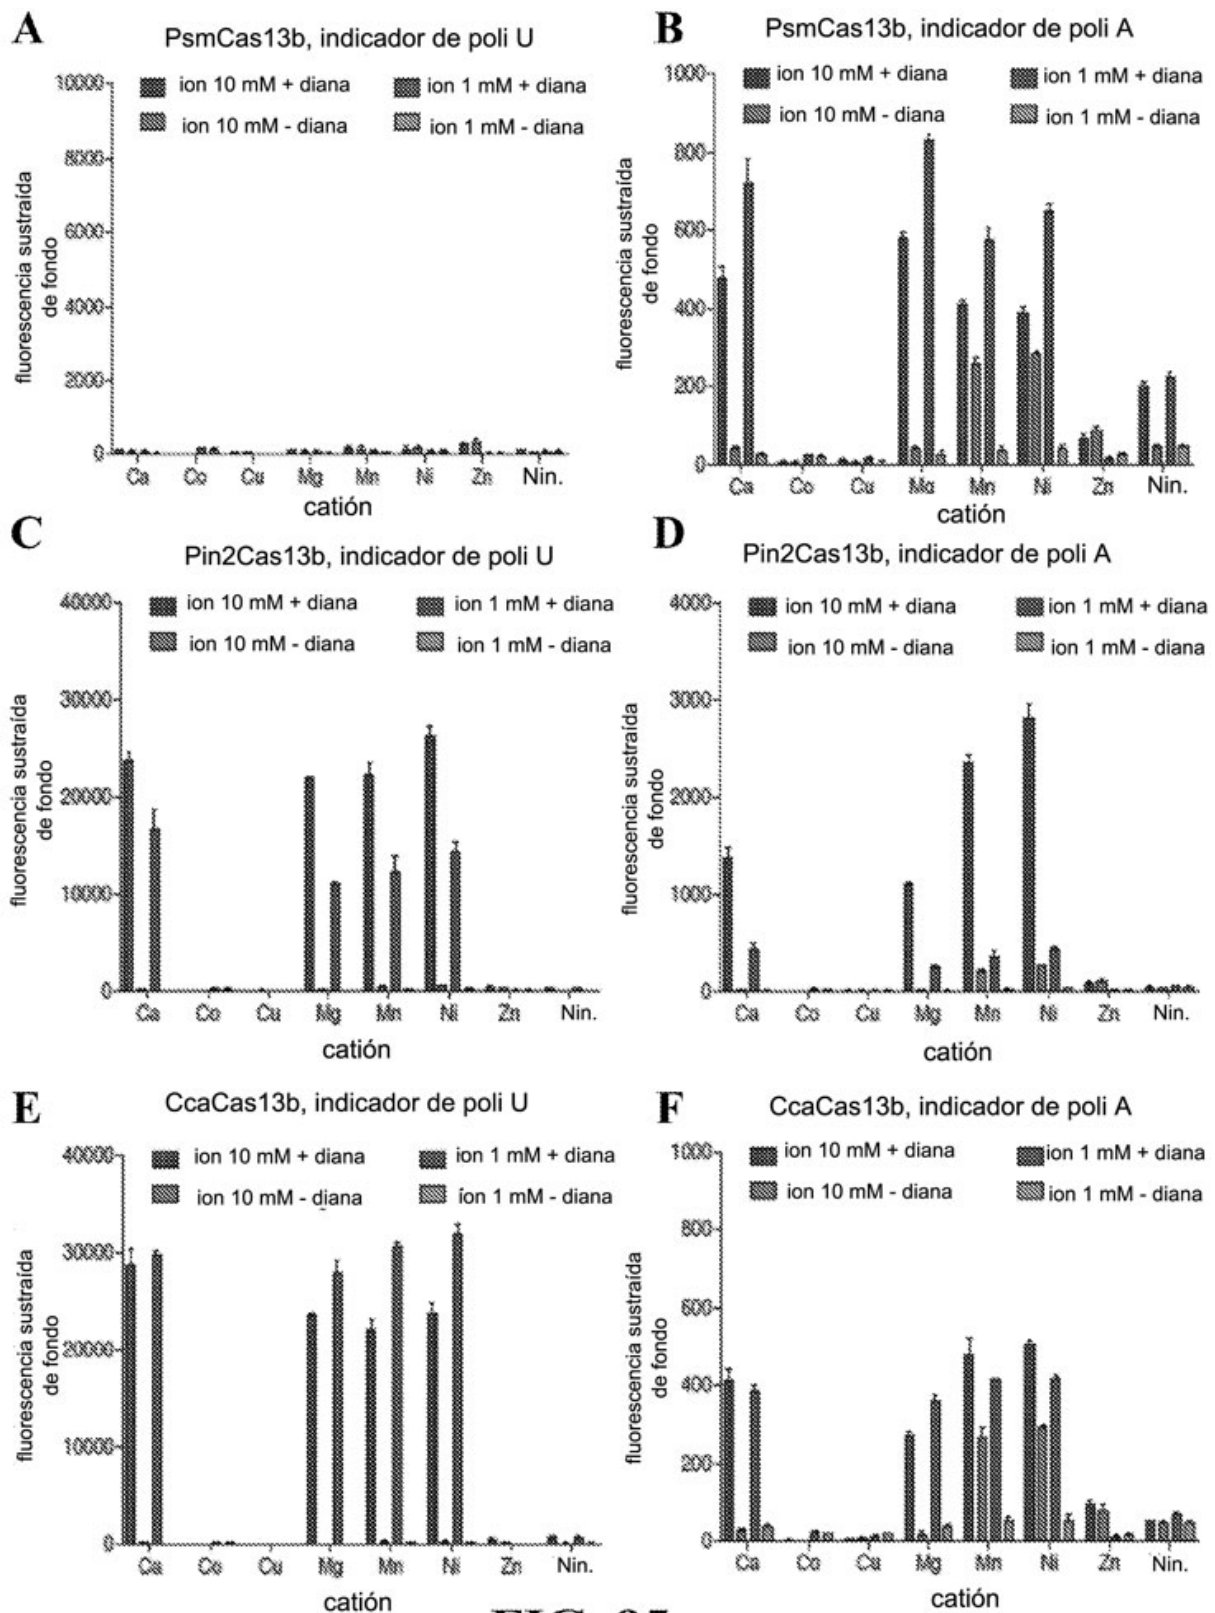 A
PsmCas13b, indicador de poli U
ion 10 mM + diana
ion 1 mM + diana
ion 10 mM - diana
ion 1 mM - diana
fluorescencia sustraída
de fondo
10000
8000
6000
4000
2000
0
Ca Co Cu Mg Mn Ni Zn Nin.
catión
B
PsmCas13b, indicador de poli A
ion 10 mM + diana
ion 1 mM + diana
ion 10 mM - diana
ion 1 mM - diana
fluorescencia sustraída
de fondo
1000
800
600
400
200
0
Ca Co Cu Mg Mn Ni Zn Nin.
catión
C
Pin2Cas13b, indicador de poli U
ion 10 mM + diana
ion 1 mM + diana
ion 10 mM - diana
ion 1 mM - diana
fluorescencia sustraída
de fondo
40000
30000
20000
10000
0
Ca Co Cu Mg Mn Ni Zn Nin.
catión
D
Pin2Cas13b, indicador de poli A
ion 10 mM + diana
ion 1 mM + diana
ion 10 mM - diana
ion 1 mM - diana
fluorescencia sustraída
de fondo
4000
3000
2000
1000
0
Ca Co Cu Mg Mn Ni Zn Nin.
catión
E
CcaCas13b, indicador de poli U
ion 10 mM + diana
ion 1 mM + diana
ion 10 mM - diana
íon 1 mM - diana
fluorescencia sustraída
de fondo
40000
30000
20000
10000
0
Ca Co Cu Mg Mn Ni Zn Nin.
catión
F
CcaCas13b, indicador de poli A
ion 10 mM + diana
ion 1 mM + diana
ion 10 mM - diana
ion 1 mM - diana
fluorescencia sustraída
de fondo
1000
800
600
400
200
0
Ca Co Cu Mg Mn Ni Zn Nin.
catión